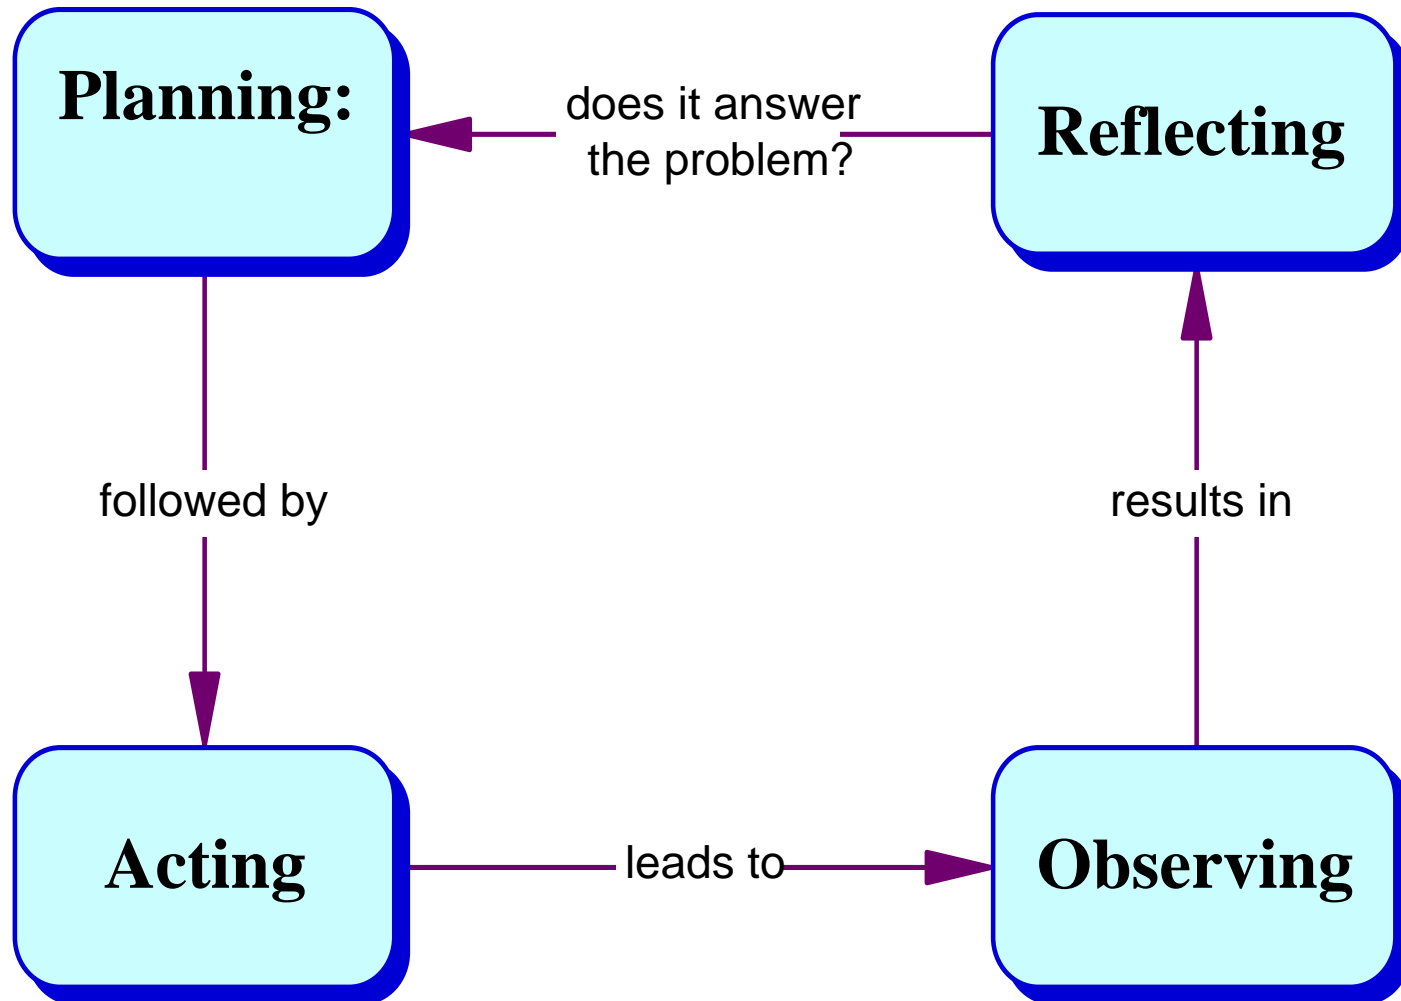 Planning:
does it answer
the problem?
Reflecting
followed by
results in
Acting
leads to
Observing